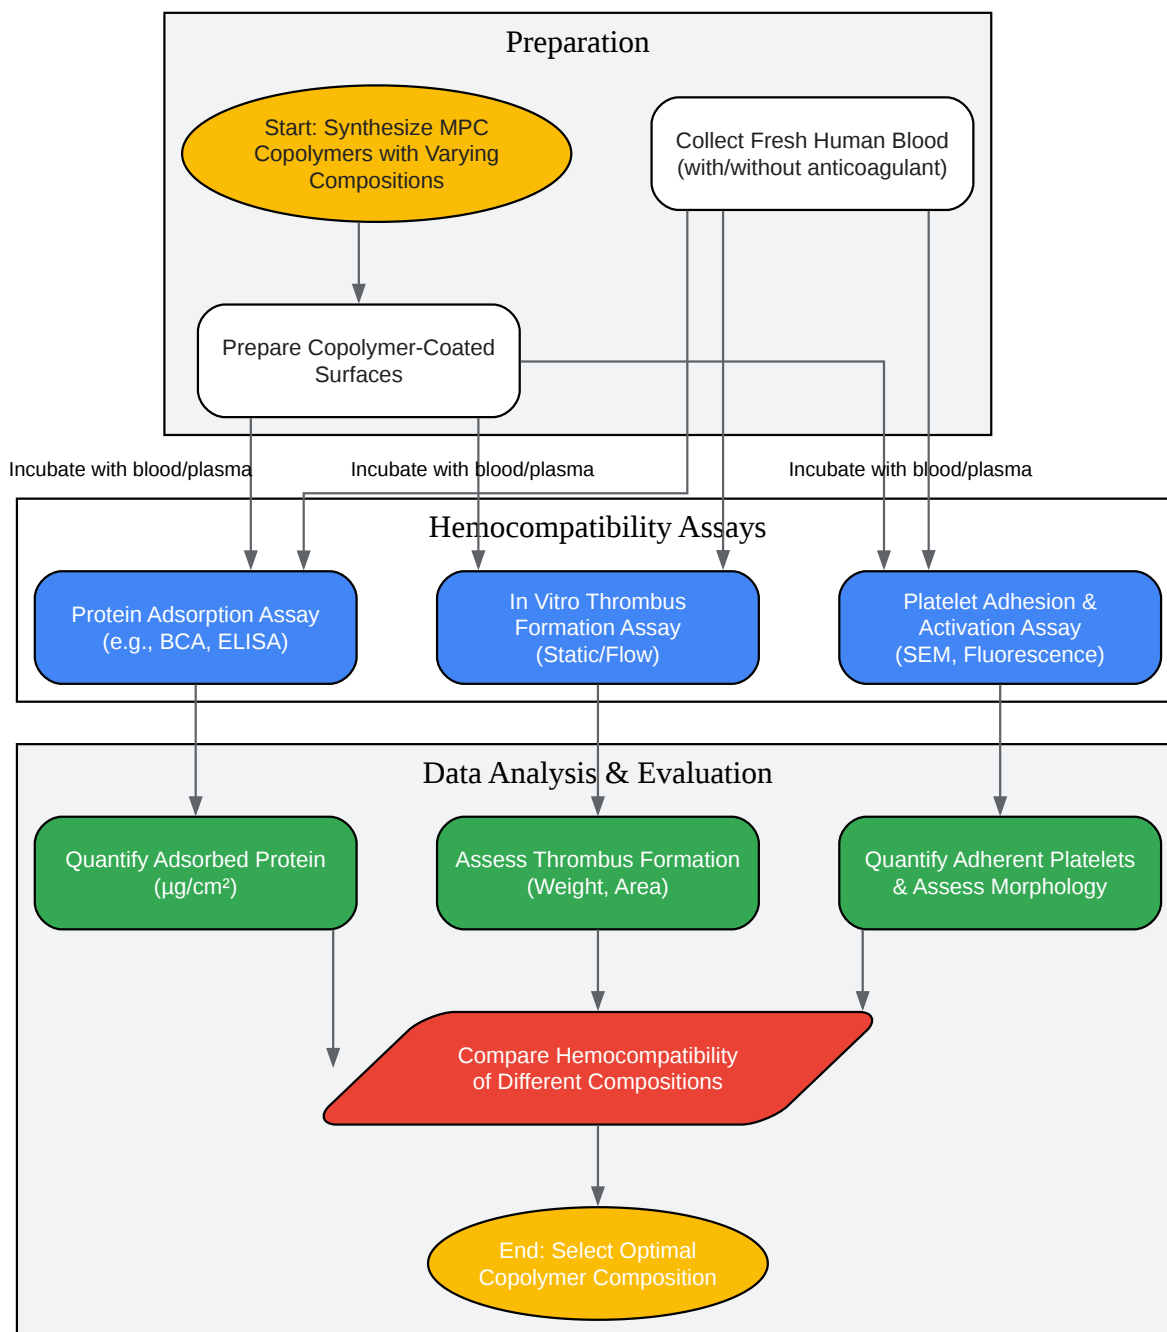 Preparation
Start: Synthesize MPC
Copolymers with Varying
Compositions
Collect Fresh Human Blood
(with/without anticoagulant)
Prepare Copolymer-Coated
Surfaces
Incubate with blood/plasma
Incubate with blood/plasma
Incubate with blood/plasma
Hemocompatibility Assays
Protein Adsorption Assay
(e.g., BCA, ELISA)
In Vitro Thrombus
Formation Assay
(Static/Flow)
Platelet Adhesion &
Activation Assay
(SEM, Fluorescence)
Data Analysis & Evaluation
Quantify Adsorbed Protein
(µg/cm²)
Assess Thrombus Formation
(Weight, Area)
Quantify Adherent Platelets
& Assess Morphology
Compare Hemocompatibility
of Different Compositions
End: Select Optimal
Copolymer Composition